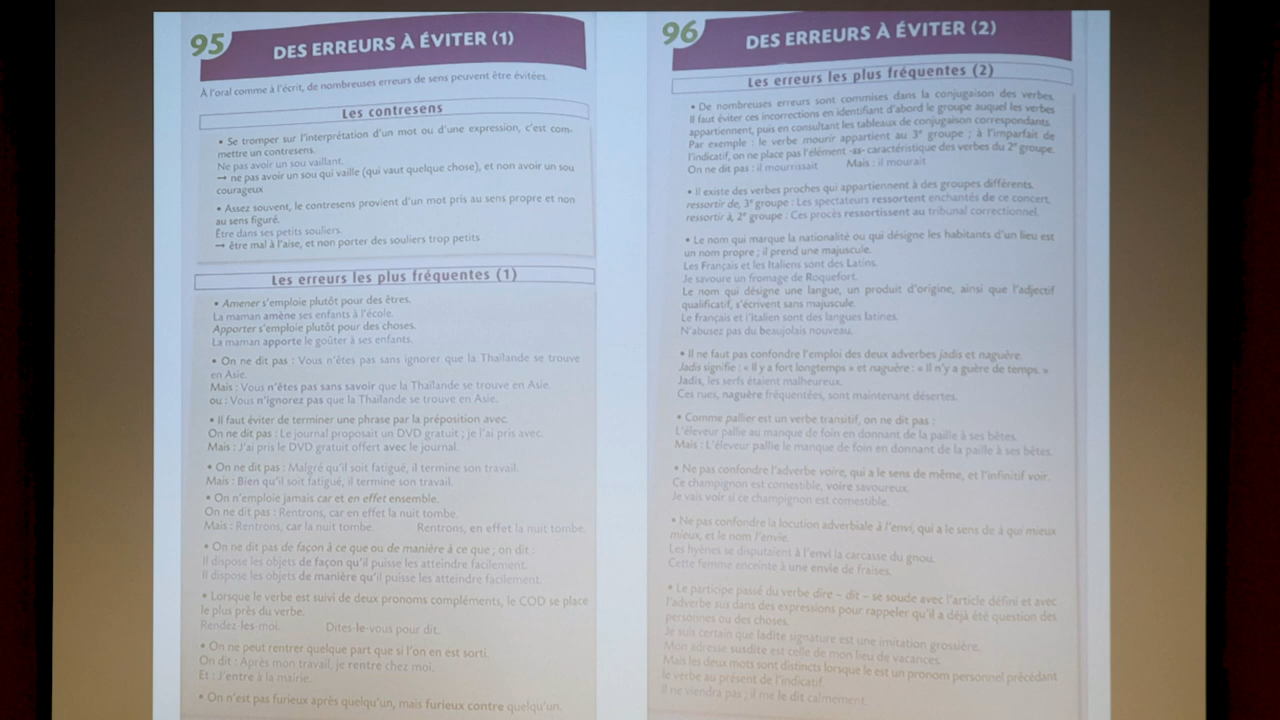 95
DES ERREURS À ÉVITER (1)
À l'oral comme à l'écrit, de nombreuses erreurs de sens peuvent être évitées.
Les contresens
• Se tromper sur l'interprétation d'un mot ou d'une expression, c'est com-
mettre un contresens.
Ne pas avoir un sou vaillant.
→ ne pas avoir un sou qui vaille (qui vaut quelque chose), et non avoir un sou
courageux
• Assez souvent, le contresens provient d'un mot pris au sens propre et non
au sens figuré.
Être dans ses petits souliers.
→ être mal à l'aise, et non porter des souliers trop petits
Les erreurs les plus fréquentes (1)
• Amener s'emploie plutôt pour des êtres.
La maman amène ses enfants à l'école.
Apporter s'emploie plutôt pour des choses.
La maman apporte le goûter à ses enfants.
• On ne dit pas : Vous n'êtes pas sans ignorer que la Thaïlande se trouve
en Asie.
Mais : Vous n'êtes pas sans savoir que la Thaïlande se trouve en Asie.
ou : Vous n'ignorez pas que la Thaïlande se trouve en Asie.
• Il faut éviter de terminer une phrase par la préposition avec.
On ne dit pas : Le journal proposait un DVD gratuit ; je l'ai pris avec.
Mais : J'ai pris le DVD gratuit offert avec le journal.
• On ne dit pas : Malgré qu'il soit fatigué, il termine son travail.
Mais : Bien qu'il soit fatigué, il termine son travail.
• On n'emploie jamais car et en effet ensemble.
On ne dit pas : Rentrons, car en effet la nuit tombe.
Mais : Rentrons, car la nuit tombe. Rentrons, en effet la nuit tombe.
• On ne dit pas de façon à ce que ou de manière à ce que ; on dit :
Il dispose les objets de façon qu'il puisse les atteindre facilement.
Il dispose les objets de manière qu'il puisse les atteindre facilement.
• Lorsque le verbe est suivi de deux pronoms compléments, le COD se place
le plus près du verbe.
Rendez-les-moi. Dites-le-vous pour dit.
• On ne peut rentrer quelque part que si l'on en est sorti.
On dit : Après mon travail, je rentre chez moi.
Et : J'entre à la mairie.
• On n'est pas furieux après quelqu'un, mais furieux contre quelqu'un.
96
DES ERREURS À ÉVITER (2)
Les erreurs les plus fréquentes (2)
• De nombreuses erreurs sont commises dans la conjugaison des verbes.
Il faut éviter ces incorrections en identifiant d'abord le groupe auquel les verbes
appartiennent, puis en consultant les tableaux de conjugaison correspondants.
Par exemple : le verbe mourir appartient au 3e groupe ; à l'imparfait de
l'indicatif, on ne place pas l'élément -ss- caractéristique des verbes du 2e groupe.
On ne dit pas : il mourrissait Mais : il mourait
• Il existe des verbes proches qui appartiennent à des groupes différents.
ressortir de, 3e groupe : Les spectateurs ressortent enchantés de ce concert.
ressortir à, 2e groupe : Ces procès ressortissent au tribunal correctionnel.
• Le nom qui marque la nationalité ou qui désigne les habitants d'un lieu est
un nom propre ; il prend une majuscule.
Les Français et les Italiens sont des Latins.
Je savoure un fromage de Roquefort.
Le nom qui désigne une langue, un produit d'origine, ainsi que l'adjectif
qualificatif, s'écrivent sans majuscule.
Le français et l'italien sont des langues latines.
N'abusez pas du beaujolais nouveau.
• Il ne faut pas confondre l'emploi des deux adverbes jadis et naguère.
Jadis signifie : « Il y a fort longtemps » et naguère : « Il n'y a guère de temps. »
Jadis, les serfs étaient malheureux.
Ces rues, naguère fréquentées, sont maintenant désertes.
• Comme pallier est un verbe transitif, on ne dit pas :
L'éleveur pallie au manque de foin en donnant de la paille à ses bêtes.
Mais : L'éleveur pallie le manque de foin en donnant de la paille à ses bêtes.
• Ne pas confondre l'adverbe voire, qui a le sens de même, et l'infinitif voir.
Ce champignon est comestible, voire savoureux.
Je vais voir si ce champignon est comestible.
• Ne pas confondre la locution adverbiale à l'envi, qui a le sens de à qui mieux
mieux, et le nom l'envie.
Les hyènes se disputaient à l'envi la carcasse du gnou.
Cette femme enceinte a une envie de fraises.
• Le participe passé du verbe dire – dit – se soude avec l'article défini et avec
l'adverbe sus dans des expressions pour rappeler qu'il a déjà été question des
personnes ou des choses.
Je suis certain que ladite signature est une imitation grossière.
Mon adresse susdite est celle de mon lieu de vacances.
Mais les deux mots sont distincts lorsque le est un pronom personnel précédant
le verbe au présent de l'indicatif.
Il ne viendra pas ; il me le dit calmement.